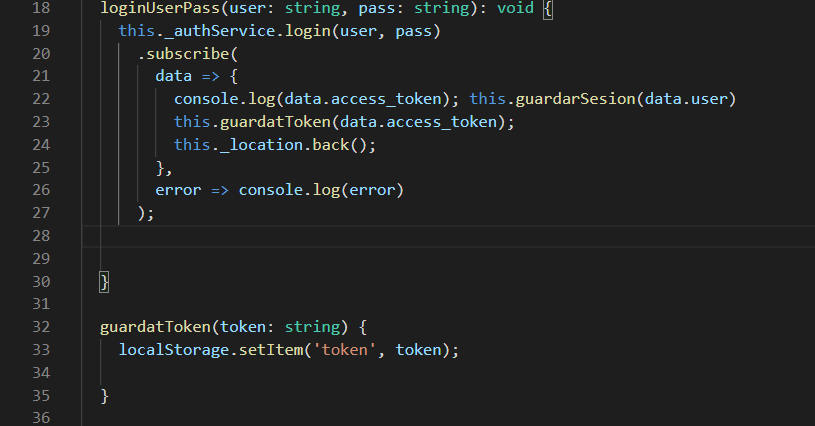 18 loginUserPass(user: string, pass: string): void {
19 this._authService.login(user, pass)
20 .subscribe(
21 data => {
22 console.log(data.access_token); this.guardarSesion(data.user)
23 this.guardatToken(data.access_token);
24 this._location.back();
25 },
26 error => console.log(error)
27 );
28
29
30 }
31
32 guardatToken(token: string) {
33 localStorage.setItem('token', token);
34
35 }
36